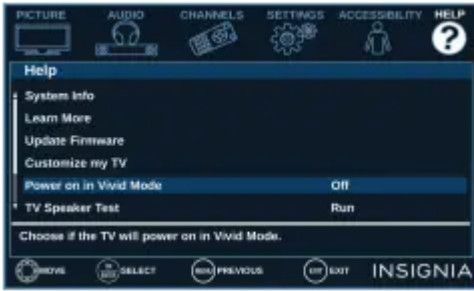 PICTURE AUDIO CHANNELS SETTINGS ACCESSIBILITY HELP
?
Help
System Info
Learn More
Update Firmware
Customize my TV
Power on in Vivid Mode Off
TV Speaker Test Run
Choose if the TV will power on in Vivid Mode.
MOVE SELECT MENU PREVIOUS EXIT EXIT INSIGNIA